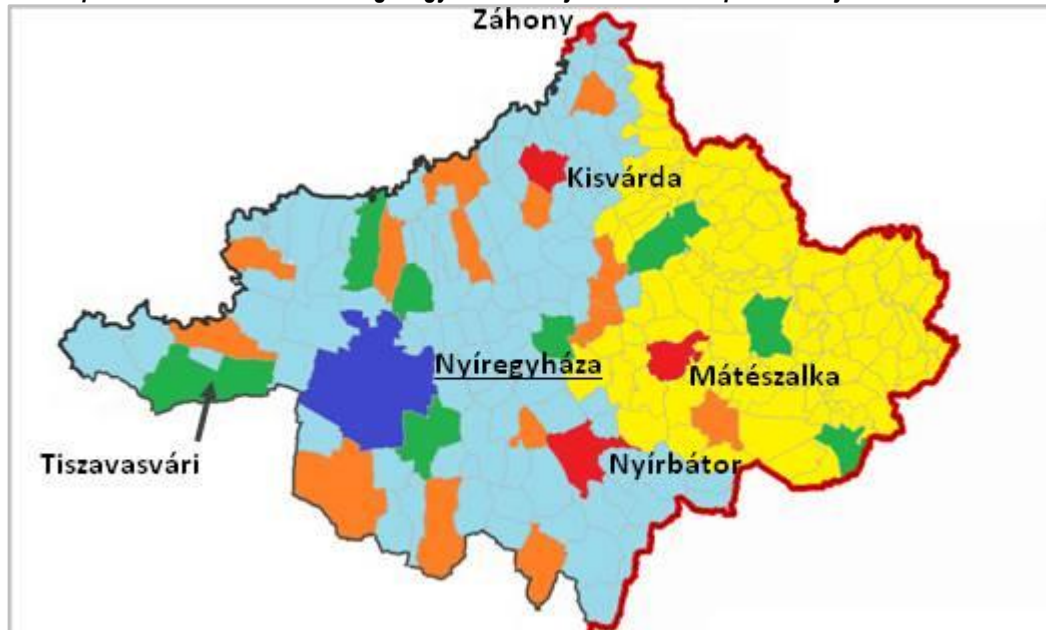 Záhony
Kisvárda
Nyíregyháza
Mátészalka
Tiszavasvári
Nyírbátor